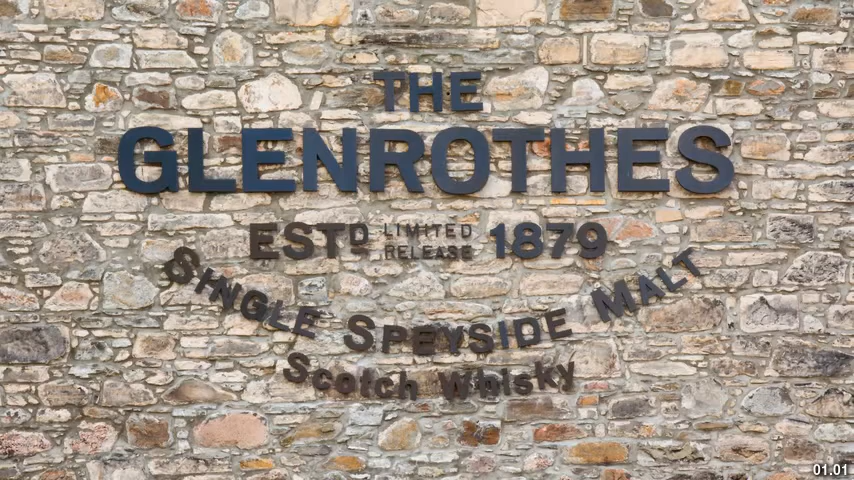 THE
GLENROTHES
ESTD LIMITED RELEASE 1879
SINGLE SPEYSIDE MALT
Scotch Whisky
01.01